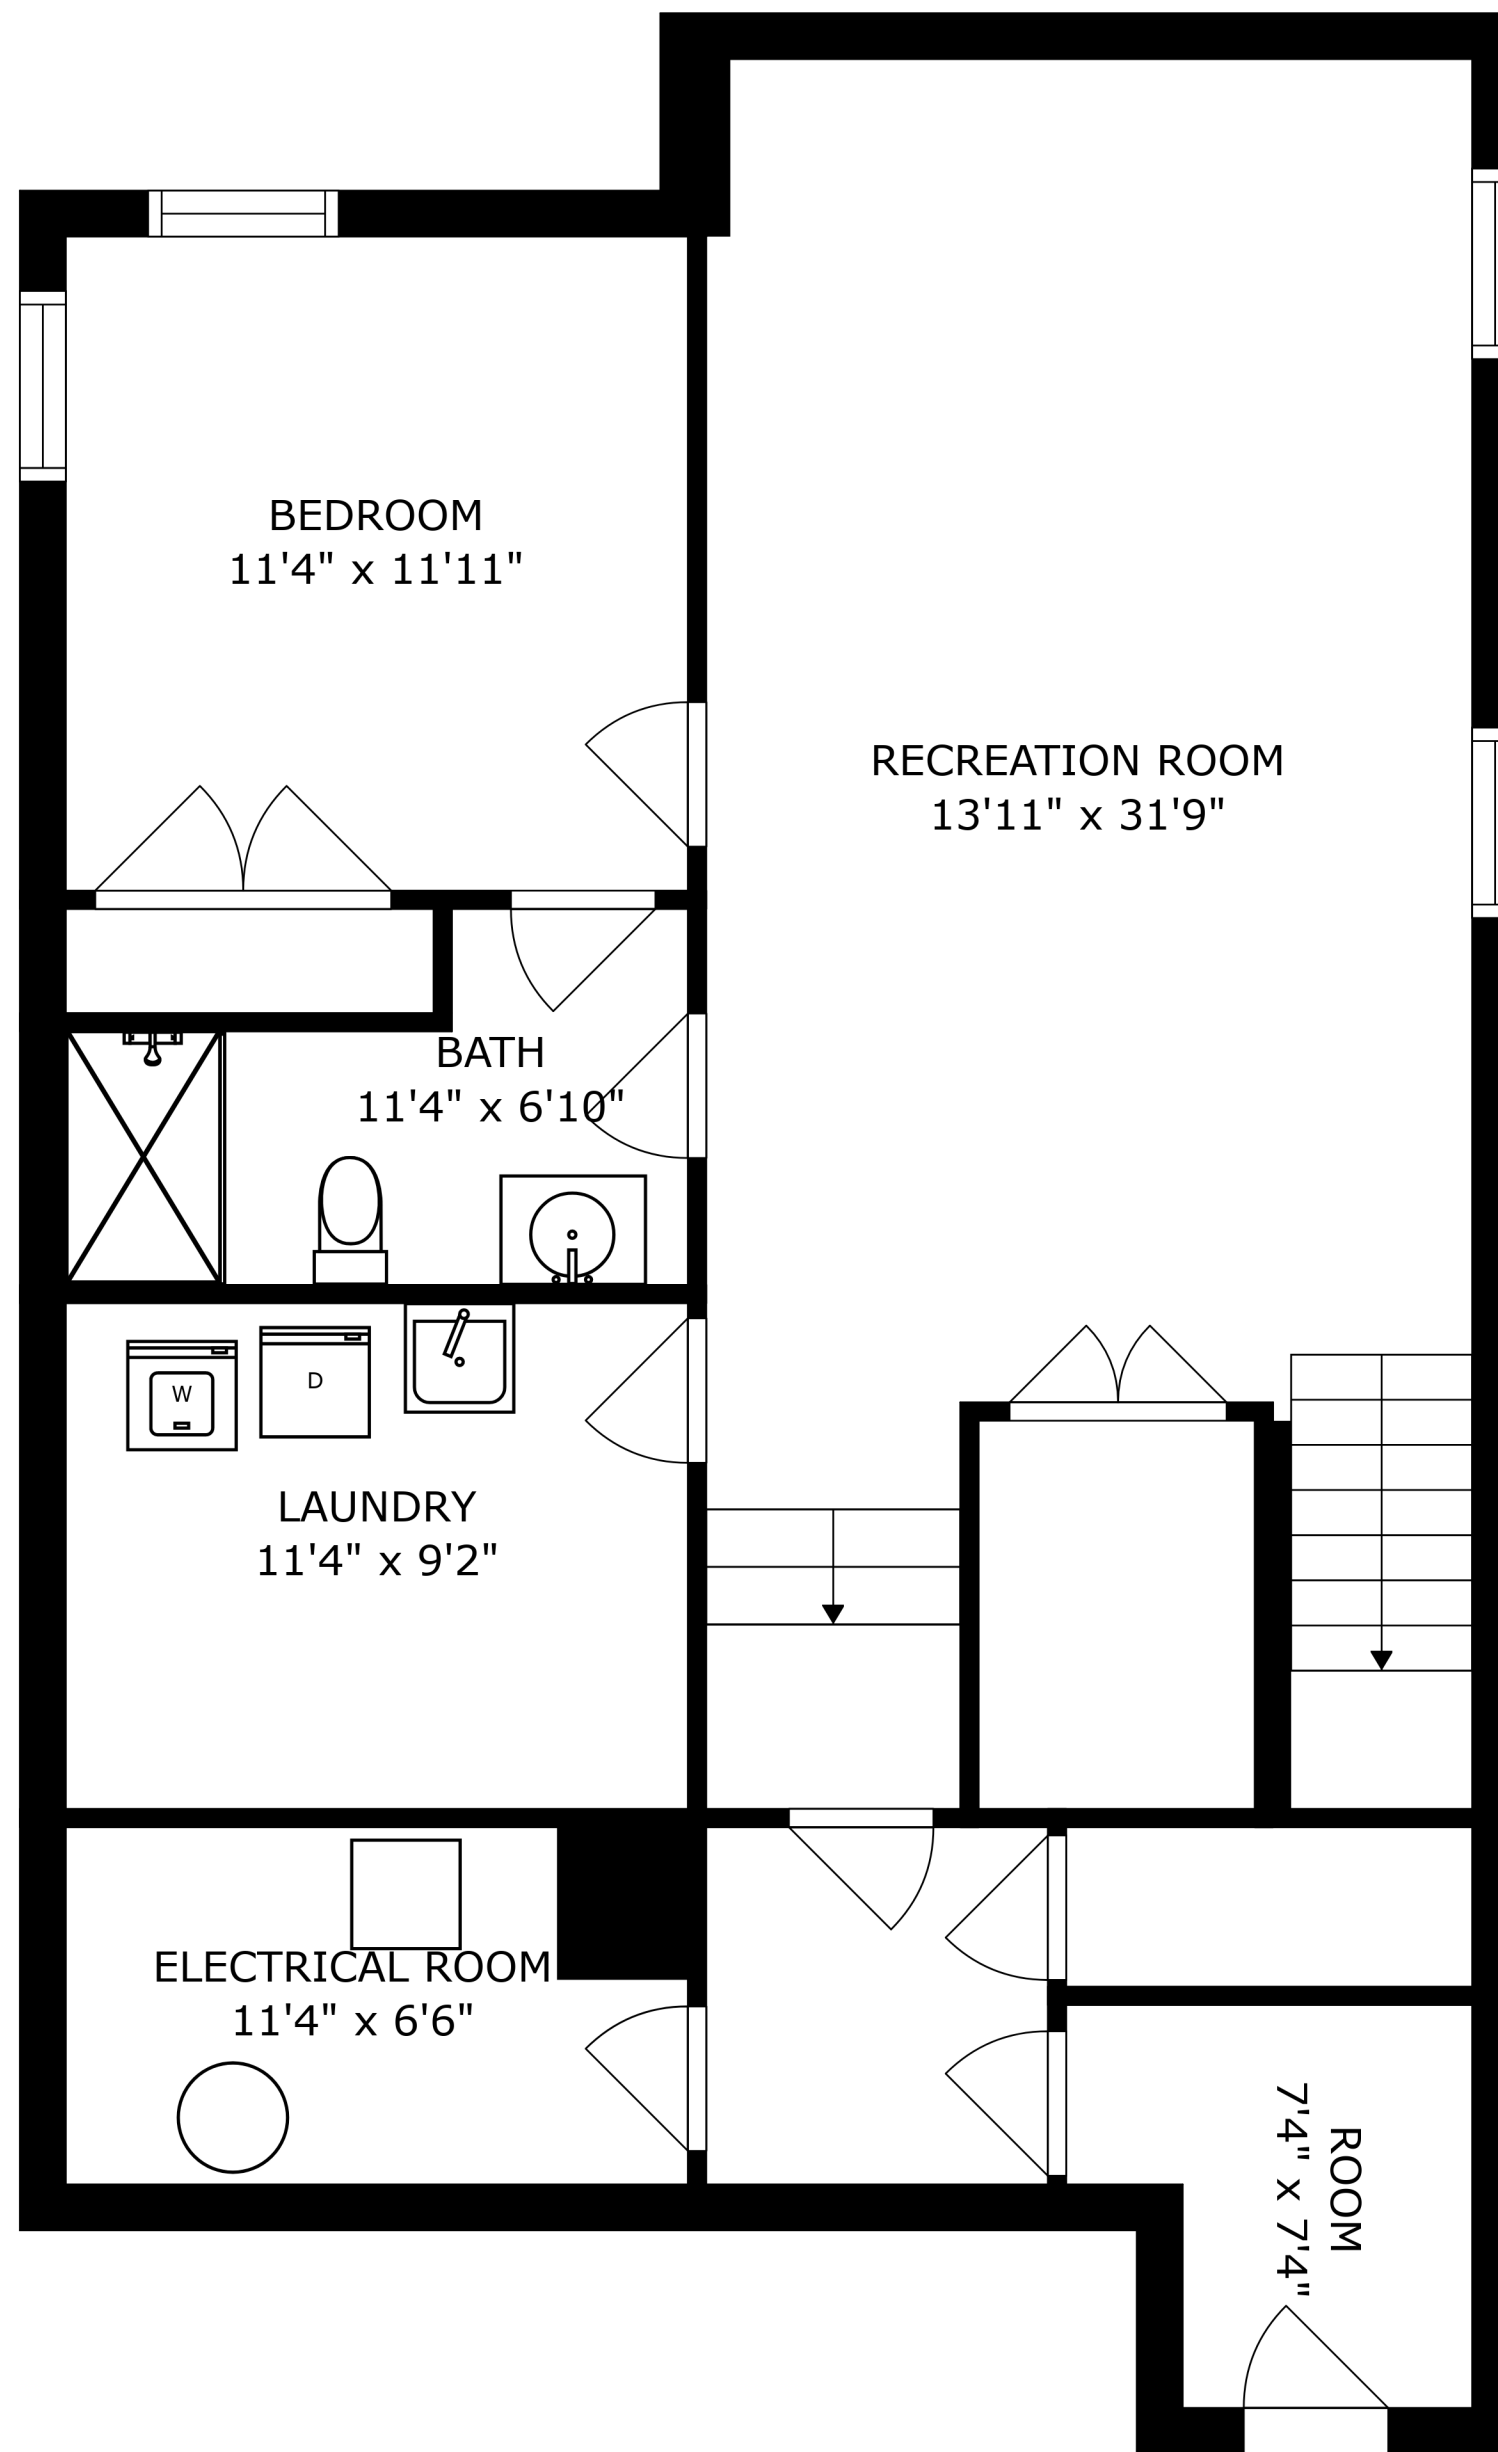 BEDROOM
11'4" x 11'11"
RECREATION ROOM
13'11" x 31'9"
BATH
11'4" x 6'10"
W
D
LAUNDRY
11'4" x 9'2"
ELECTRICAL ROOM
11'4" x 6'6"
ROOM
7'4" x 7'4"